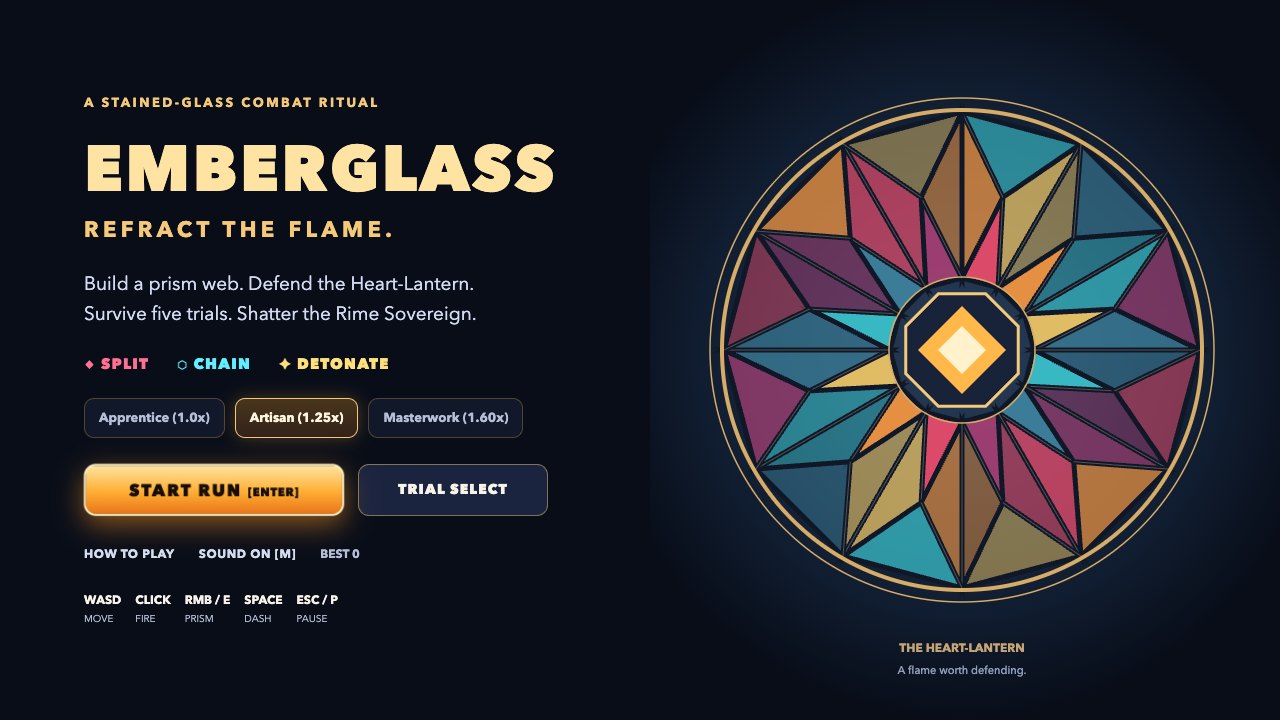 A STAINED-GLASS COMBAT RITUAL
EMBERGLASS
REFRACT THE FLAME.
Build a prism web. Defend the Heart-Lantern.
Survive five trials. Shatter the Rime Sovereign.
SPLIT CHAIN DETONATE
Apprentice (1.0x) Artisan (1.25x) Masterwork (1.60x)
START RUN [ENTER] TRIAL SELECT
HOW TO PLAY SOUND ON [M] BEST 0
WASD CLICK RMB / E SPACE ESC / P
MOVE FIRE PRISM DASH PAUSE
THE HEART-LANTERN
A flame worth defending.